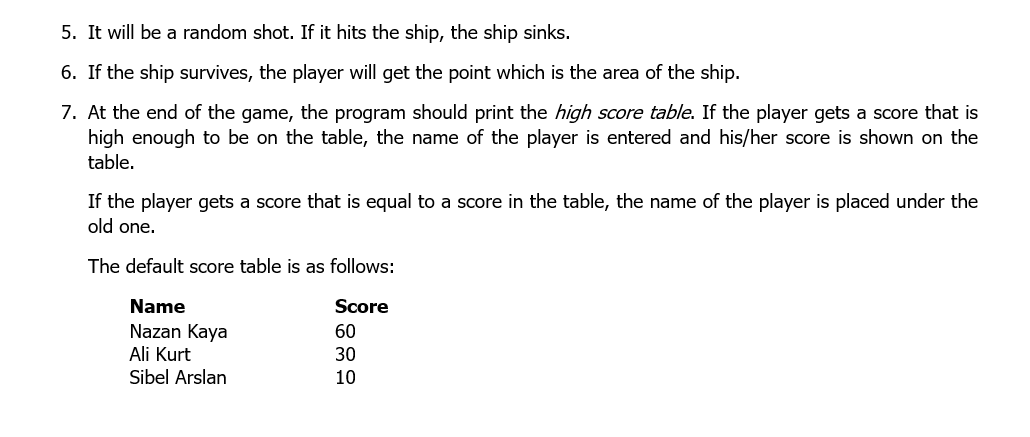 5. It will be a random shot. If it hits the ship, the ship sinks.
6. If the ship survives, the player will get the point which is the area of the ship.
7. At the end of the game, the program should print the high score table. If the player gets a score that is
high enough to be on the table, the name of the player is entered and his/her score is shown on the
table.
If the player gets a score that is equal to a score in the table, the name of the player is placed under the
old one.
The default score table is as follows:
Name Score
Nazan Kaya 60
Ali Kurt 30
Sibel Arslan 10